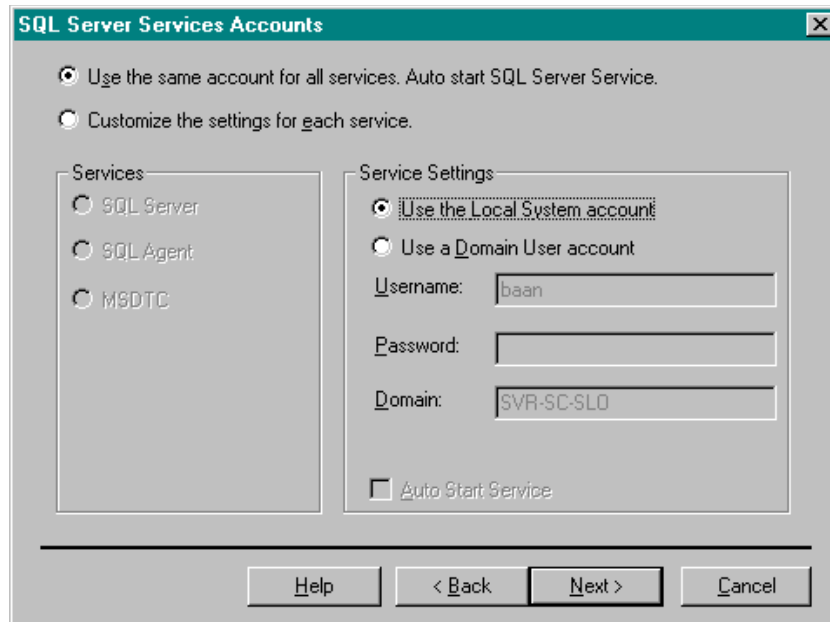 SQL Server Services Accounts
Use the same account for all services. Auto start SQL Server Service.
Customize the settings for each service.
Services
SQL Server
SQL Agent
MSDTC
Service Settings
Use the Local System account
Use a Domain User account
Username: baan
Password:
Domain: SVR-SC-SLO
Auto Start Service
Help < Back Next > Cancel